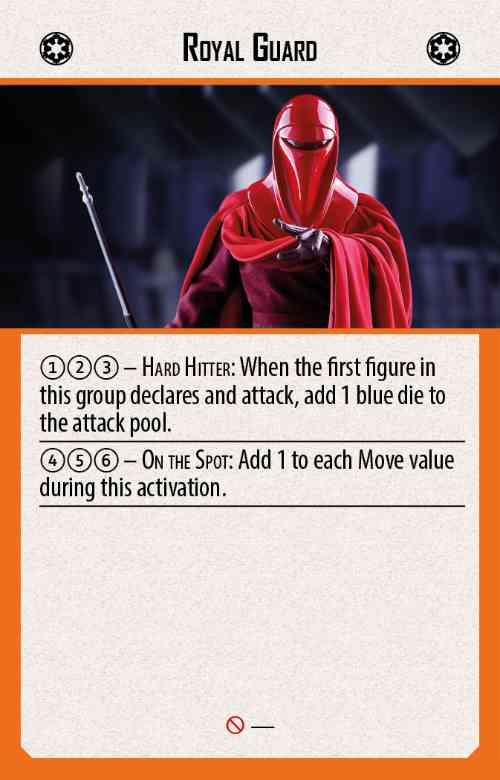 Royal Guard
①②③ – Hard Hitter: When the first figure in
this group declares and attack, add 1 blue die to
the attack pool.
④⑤⑥ – On the Spot: Add 1 to each Move value
during this activation.
—